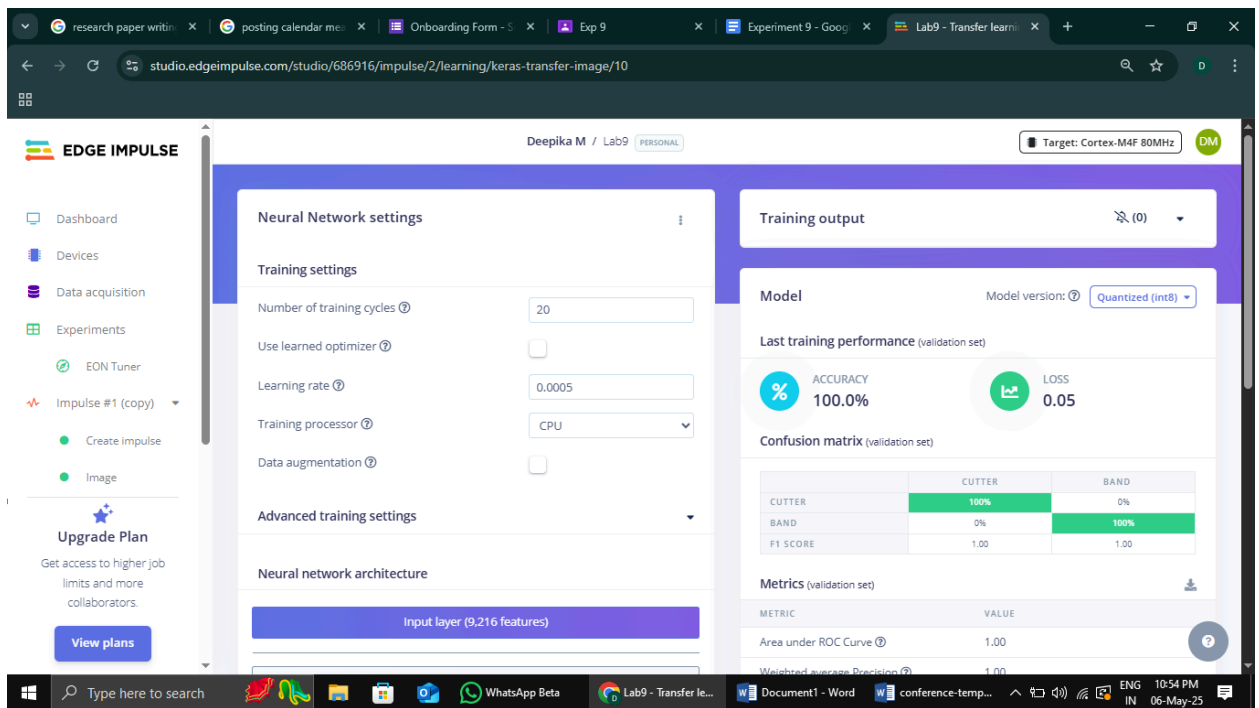 research paper writin
posting calendar mea
Onboarding Form - S
Exp 9
Experiment 9 - Goog
Lab9 - Transfer learni
studio.edgeimpulse.com/studio/686916/impulse/2/learning/keras-transfer-image/10
D
EDGE IMPULSE
Deepika M / Lab9 PERSONAL
Target: Cortex-M4F 80MHz
DM
Dashboard
Devices
Data acquisition
Experiments
EON Tuner
Impulse #1 (copy)
Create impulse
Image
Upgrade Plan
Get access to higher job
limits and more
collaborators.
View plans
Neural Network settings
Training settings
Number of training cycles
20
Use learned optimizer
Learning rate
0.0005
Training processor
CPU
Data augmentation
Advanced training settings
Neural network architecture
Input layer (9,216 features)
Training output
(0)
Model
Model version:
Quantized (int8)
Last training performance (validation set)
%
ACCURACY
100.0%
LOSS
0.05
Confusion matrix (validation set)
CUTTER BAND
CUTTER 100% 0%
BAND 0% 100%
F1 SCORE 1.00 1.00
Metrics (validation set)
METRIC VALUE
Area under ROC Curve 1.00
Weighted average Precision 1.00
Type here to search
WhatsApp Beta
Lab9 - Transfer le...
Document1 - Word
conference-temp...
ENG
IN
10:54 PM
06-May-25